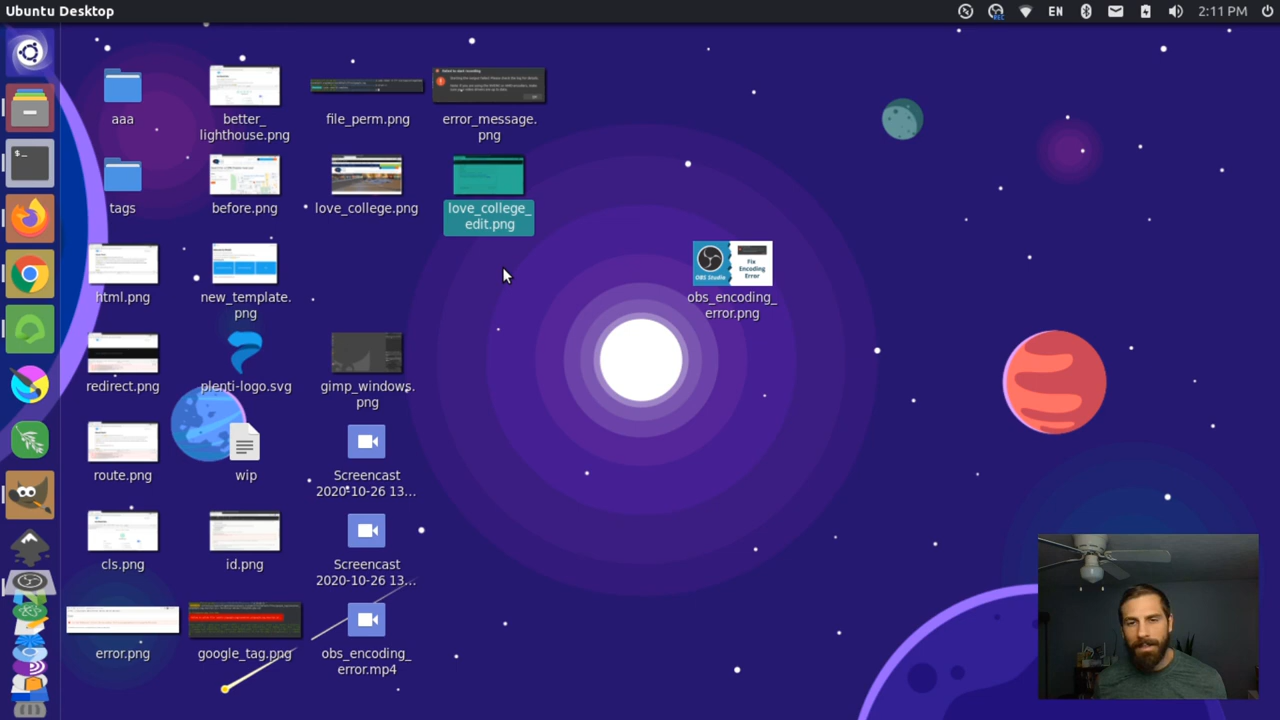 Ubuntu Desktop
REC
EN
2:11 PM
aaa
better_
lighthouse.png
file_perm.png
error_message.
png
tags
before.png
love_college.png
love_college_
edit.png
html.png
new_template.
png
OBS Studio
Fix
Encoding
Error
obs_encoding_
error.png
redirect.png
plenti-logo.svg
gimp_windows.
png
route.png
wip
Screencast
2020-10-26 13...
cls.png
id.png
Screencast
2020-10-26 13...
error.png
google_tag.png
obs_encoding_
error.mp4